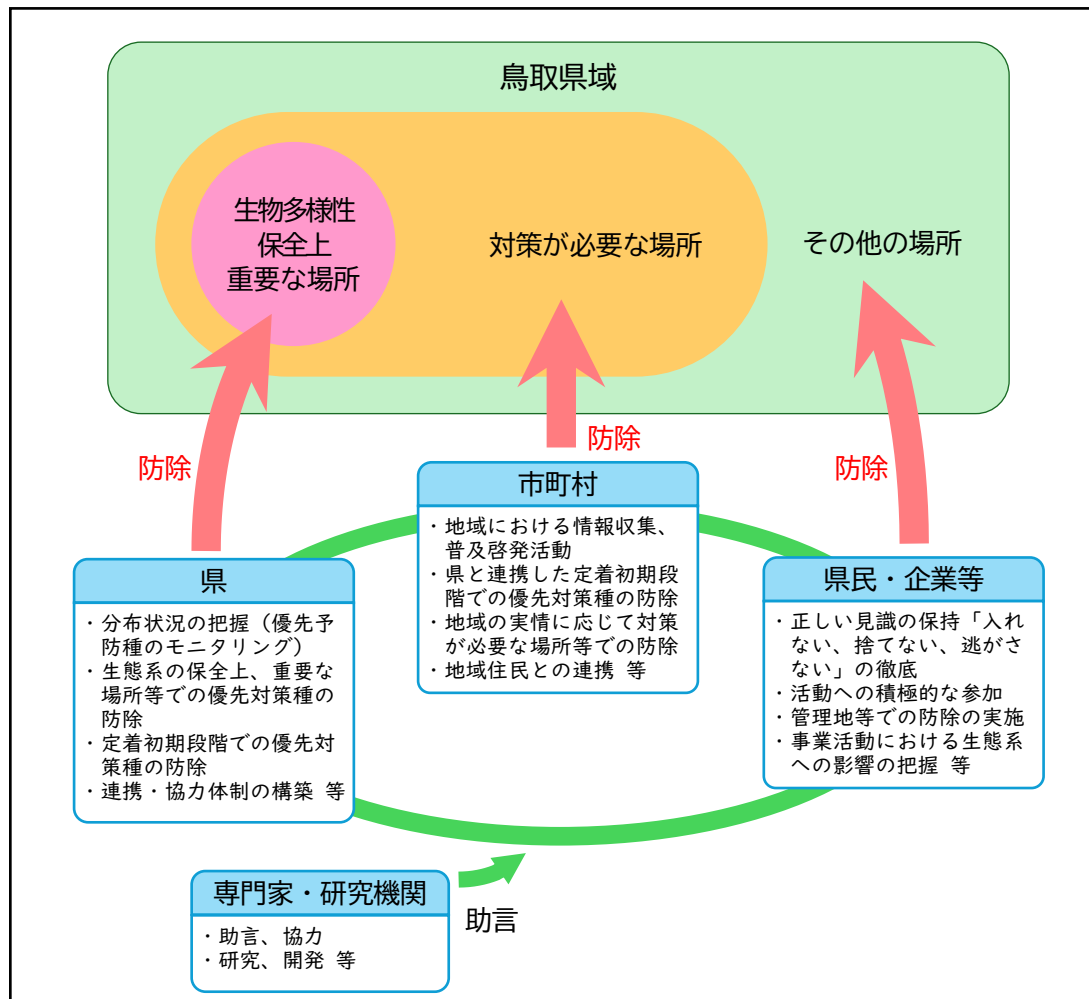 鳥取県域
生物多様性
保全上
重要な場所
対策が必要な場所
その他の場所
防除
防除
防除
市町村
・地域における情報収集、
普及啓発活動
・県と連携した定着初期段
階での優先対策種の防除
・地域の実情に応じて対策
が必要な場所等での防除
・地域住民との連携 等
県
・分布状況の把握（優先予
防種のモニタリング）
・生態系の保全上、重要な
場所等での優先対策種の
防除
・定着初期段階での優先対
策種の防除
・連携・協力体制の構築 等
県民・企業等
・正しい見識の保持「入れ
ない、捨てない、逃がさ
ない」の徹底
・活動への積極的な参加
・管理地等での防除の実施
・事業活動における生態系
への影響の把握 等
専門家・研究機関
・助言、協力
・研究、開発 等
助言